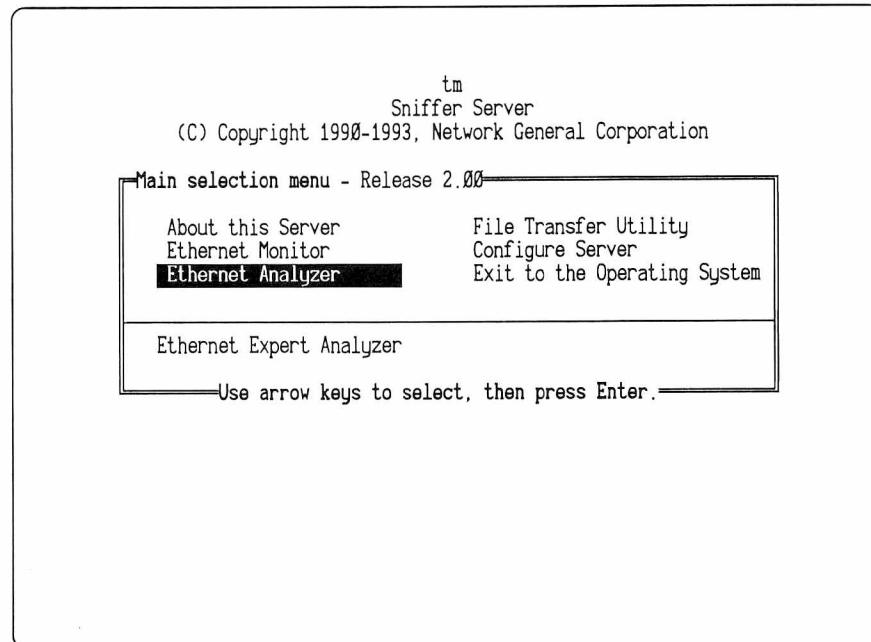 tm
Sniffer Server
(C) Copyright 1990-1993, Network General Corporation
Main selection menu - Release 2.00
About this Server File Transfer Utility
Ethernet Monitor Configure Server
Ethernet Analyzer Exit to the Operating System
Ethernet Expert Analyzer
Use arrow keys to select, then press Enter.